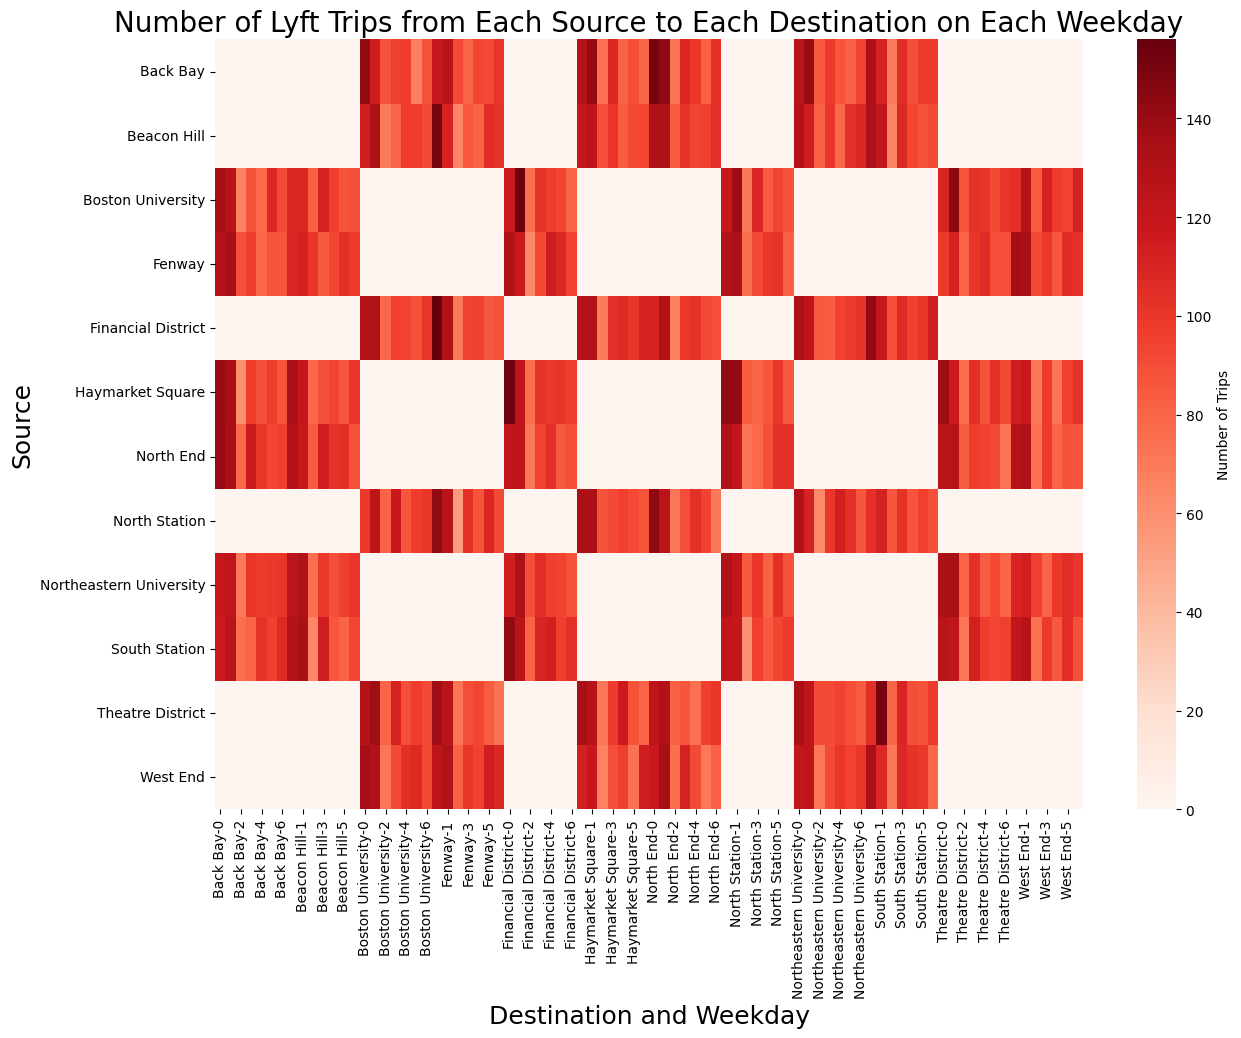 Number of Lyft Trips from Each Source to Each Destination on Each Weekday
Source
Back Bay
Beacon Hill
Boston University
Fenway
Financial District
Haymarket Square
North End
North Station
Northeastern University
South Station
Theatre District
West End
140
120
100
80
60
40
20
0
Number of Trips
Back Bay-0
Back Bay-2
Back Bay-4
Back Bay-6
Beacon Hill-1
Beacon Hill-3
Beacon Hill-5
Boston University-0
Boston University-2
Boston University-4
Boston University-6
Fenway-1
Fenway-3
Fenway-5
Financial District-0
Financial District-2
Financial District-4
Financial District-6
Haymarket Square-1
Haymarket Square-3
Haymarket Square-5
North End-0
North End-2
North End-4
North End-6
North Station-1
North Station-3
North Station-5
Northeastern University-0
Northeastern University-2
Northeastern University-4
Northeastern University-6
South Station-1
South Station-3
South Station-5
Theatre District-0
Theatre District-2
Theatre District-4
Theatre District-6
West End-1
West End-3
West End-5
Destination and Weekday